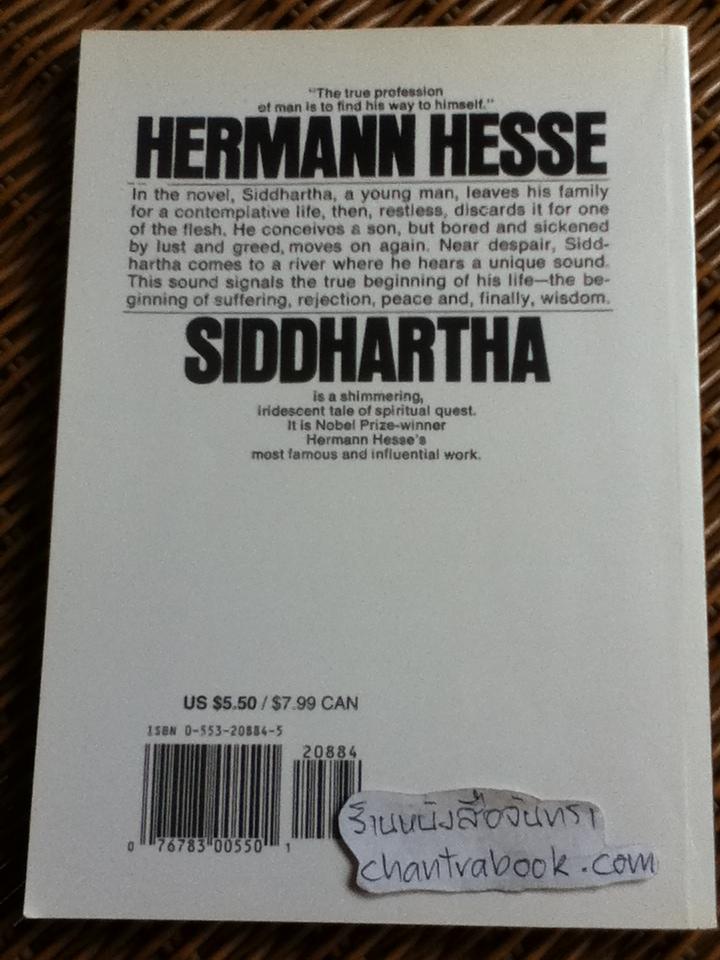 "The true profession
of man is to find his way to himself."
HERMANN HESSE
In the novel, Siddhartha, a young man, leaves his family
for a contemplative life, then, restless, discards it for one
of the flesh. He conceives a son, but bored and sickened
by lust and greed, moves on again. Near despair, Sidd-
hartha comes to a river where he hears a unique sound.
This sound signals the true beginning of his life—the be-
ginning of suffering, rejection, peace and, finally, wisdom.
SIDDHARTHA
is a shimmering,
iridescent tale of spiritual quest.
It is Nobel Prize-winner
Hermann Hesse's
most famous and influential work.
US $5.50 / $7.99 CAN
ISBN 0-553-20884-5
20884
0 76783 00550 1
ร้านหนังสือจันทรา
chantrabook.com